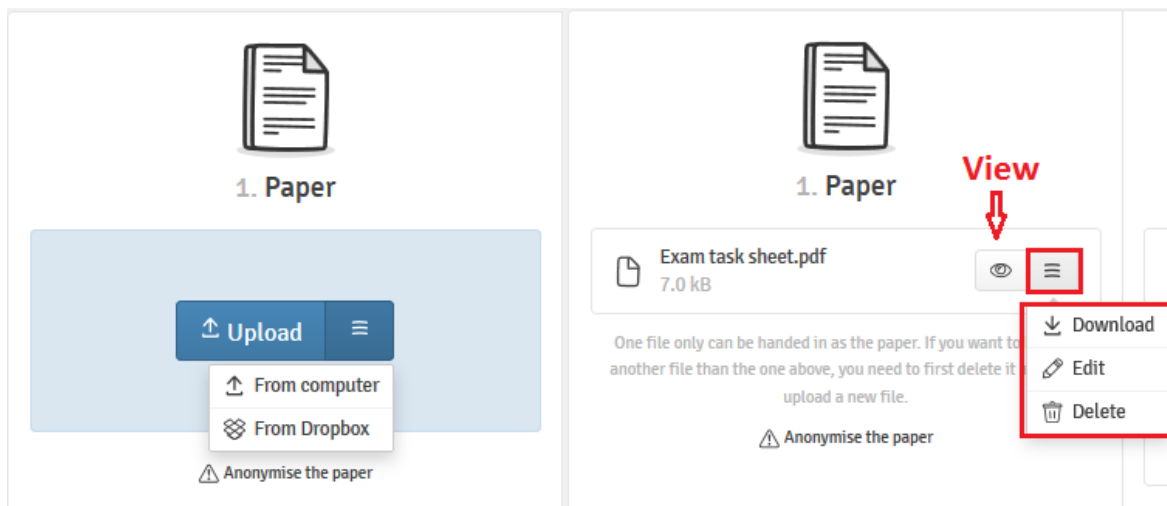 1. Paper
Upload
From computer
From Dropbox
Anonymise the paper
1. Paper
View
Exam task sheet.pdf
7.0 kB
Download
Edit
Delete
One file only can be handed in as the paper. If you want to
another file than the one above, you need to first delete it
upload a new file.
Anonymise the paper